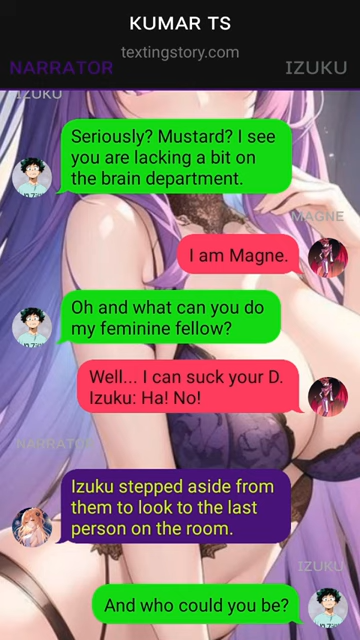 KUMAR TS
textingstory.com
NARRATOR
IZUKU
IZUKU
Seriously? Mustard? I see
you are lacking a bit on
the brain department.
MAGNE
I am Magne.
Oh and what can you do
my feminine fellow?
Well... I can suck your D.
Izuku: Ha! No!
NARRATOR
Izuku stepped aside from
them to look to the last
person on the room.
IZUKU
And who could you be?